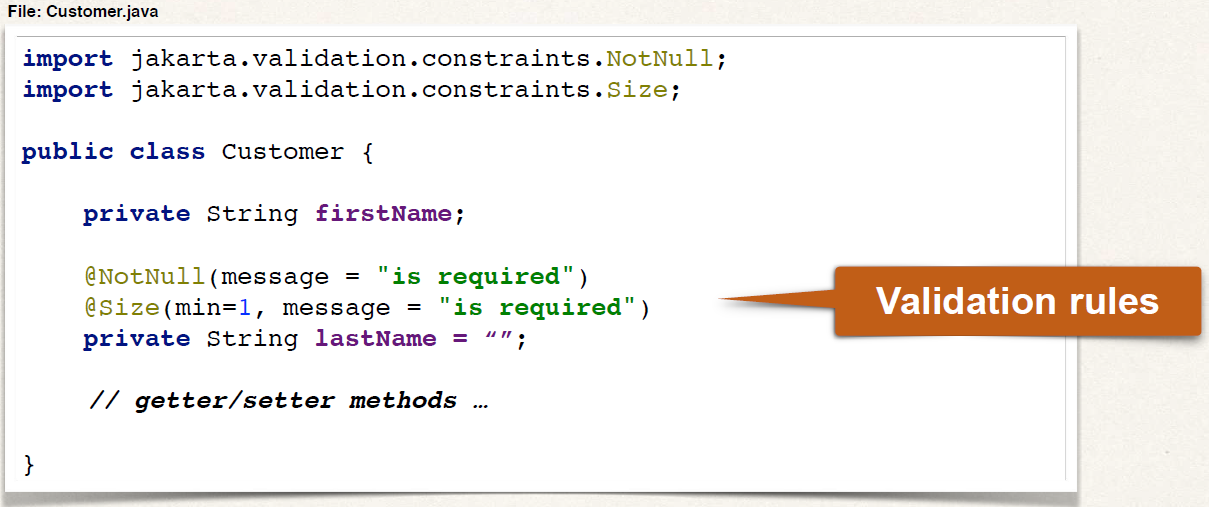 File: Customer.java
import jakarta.validation.constraints.NotNull;
import jakarta.validation.constraints.Size;
public class Customer {
private String firstName;
@NotNull(message = "is required")
@Size(min=1, message = "is required")
private String lastName = “”;
// getter/setter methods …
}
Validation rules